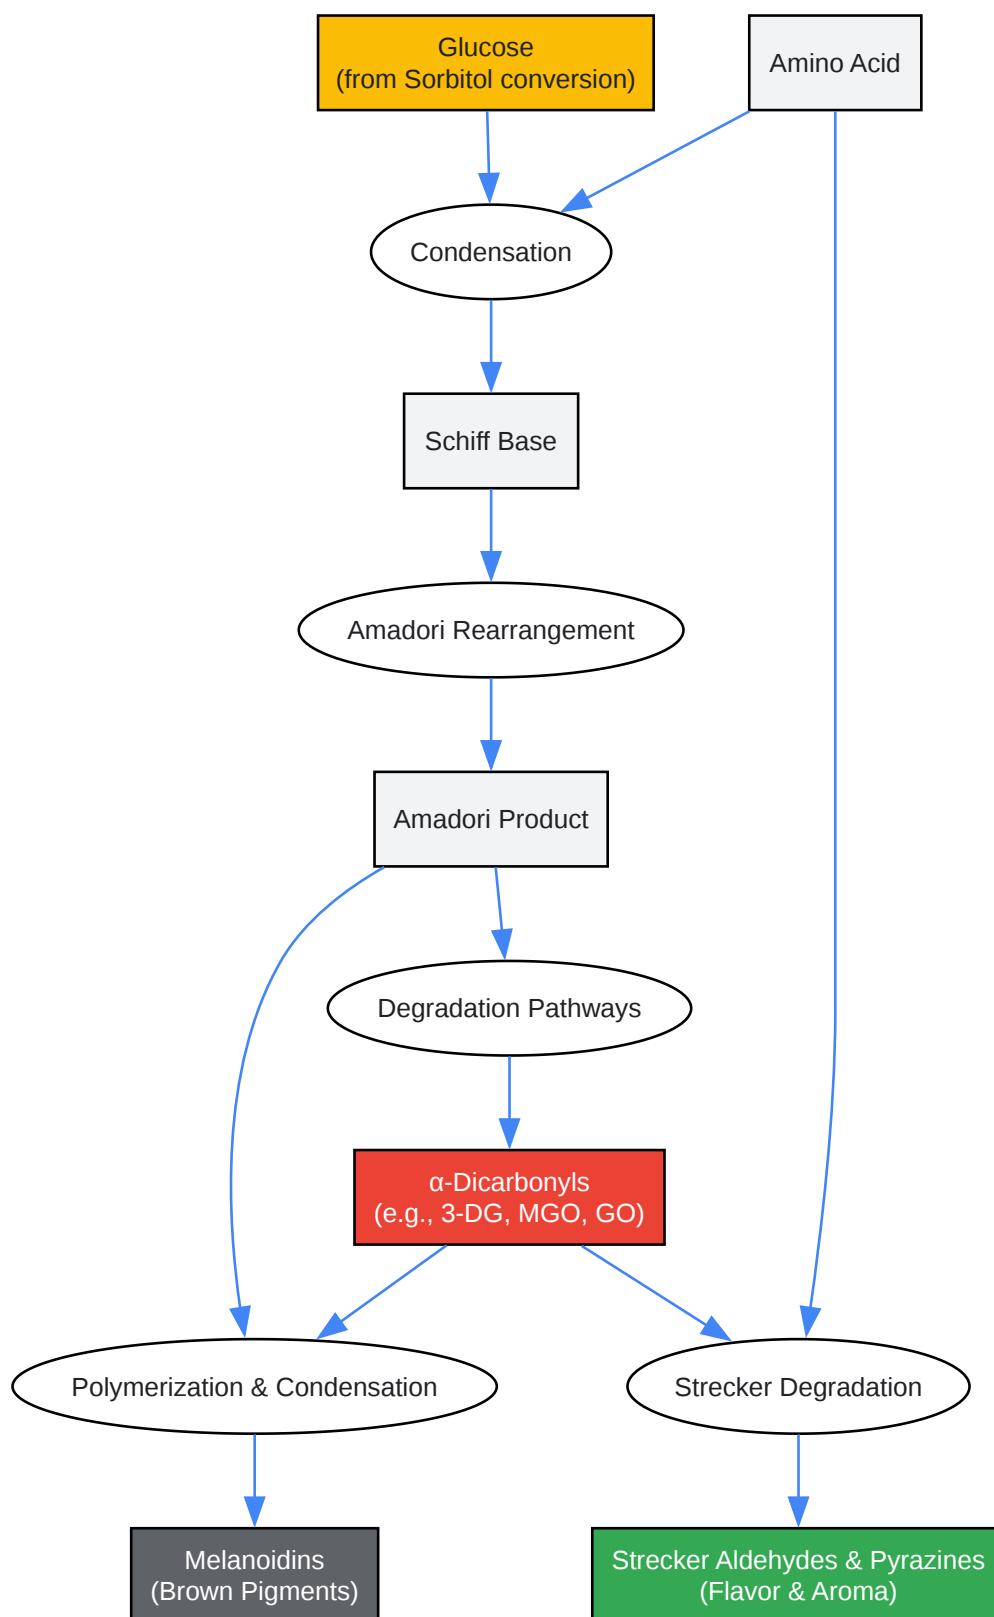 Glucose
(from Sorbitol conversion)
Amino Acid
Condensation
Schiff Base
Amadori Rearrangement
Amadori Product
Degradation Pathways
α-Dicarbonyls
(e.g., 3-DG, MGO, GO)
Polymerization & Condensation
Strecker Degradation
Melanoidins
(Brown Pigments)
Strecker Aldehydes & Pyrazines
(Flavor & Aroma)